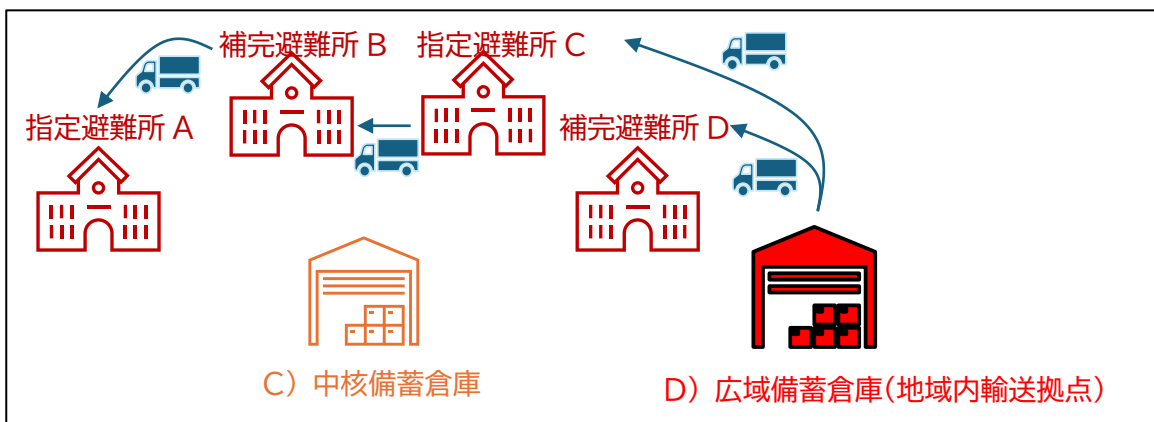 補完避難所 B
指定避難所 C
指定避難所 A
補完避難所 D
C）中核備蓄倉庫
D）広域備蓄倉庫（地域内輸送拠点）